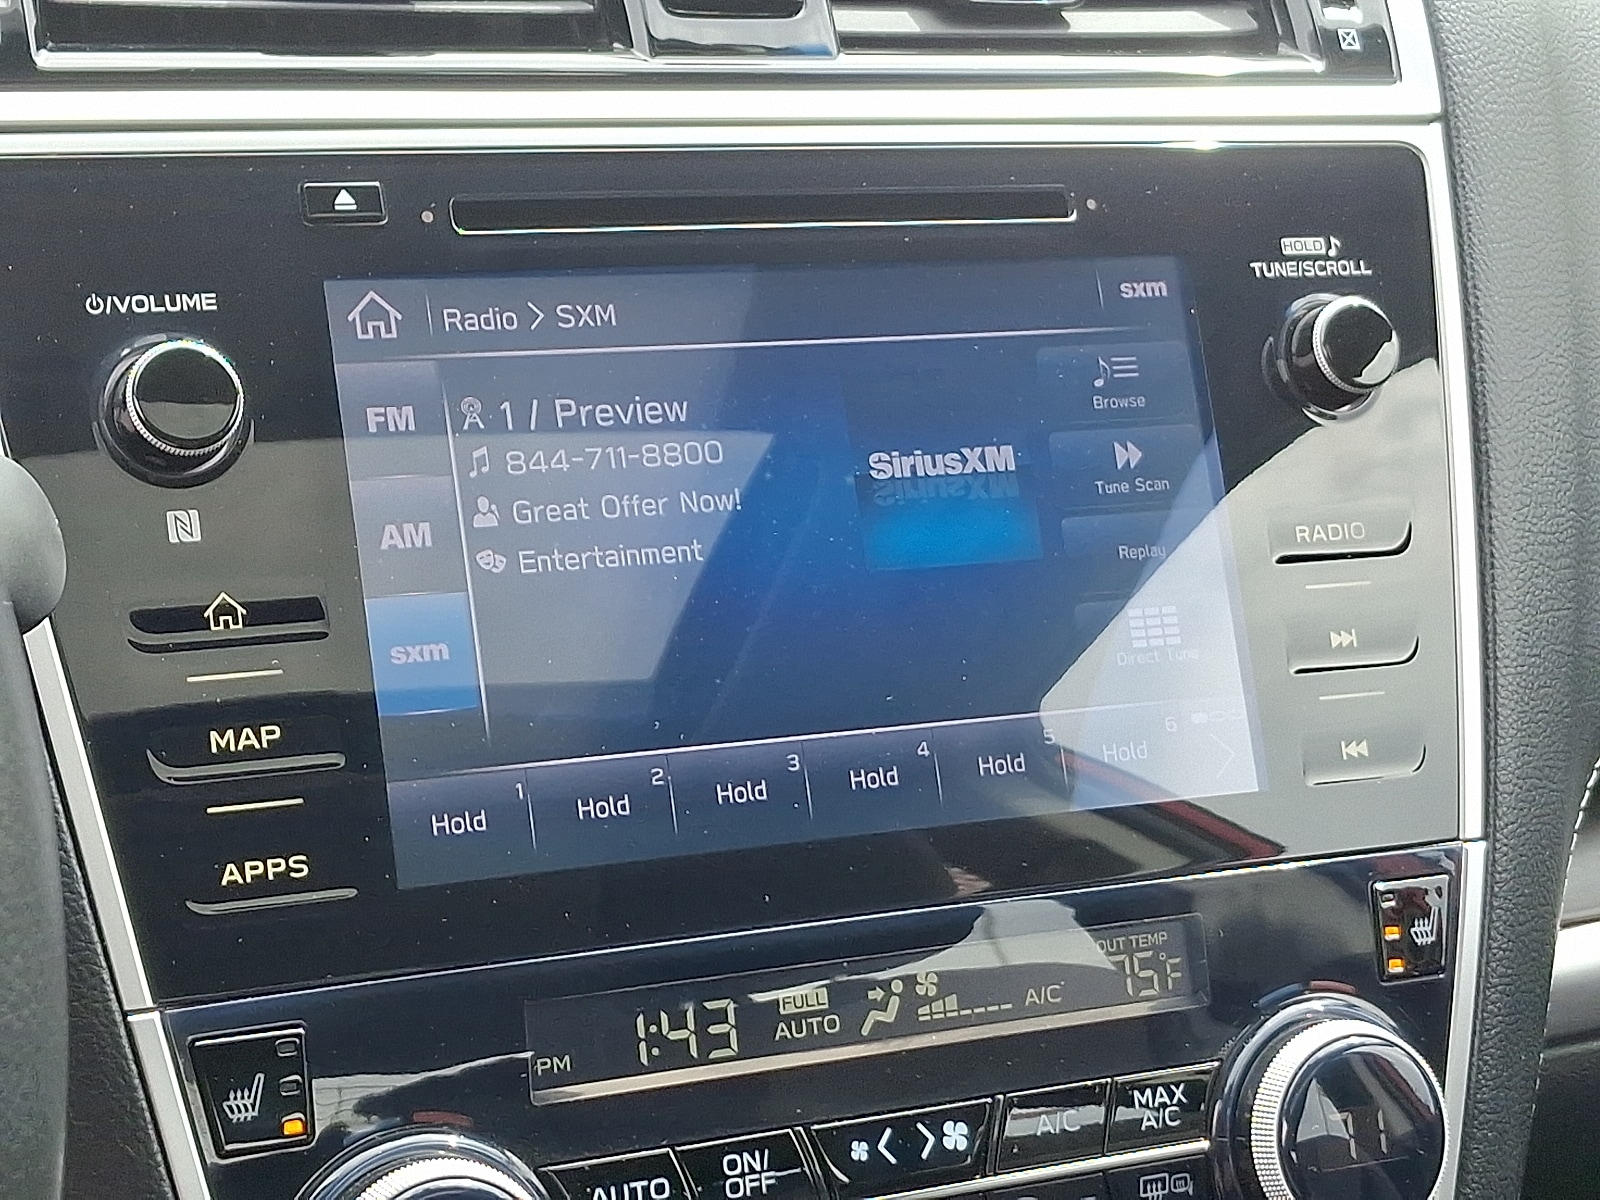 HOLD
TUNE/SCROLL
/VOLUME
Radio > SXM
sxm
FM
1 / Preview
844-711-8800
Great Offer Now!
Entertainment
AM
sxm
SiriusXM
Browse
Tune Scan
Replay
Direct Tune
RADIO
MAP
APPS
1
Hold
2
Hold
3
Hold
4
Hold
5
Hold
6
Hold
PM 1:43
FULL
AUTO
A/C
OUT TEMP
75°F
AUTO
ON/
OFF
A/C
MAX
A/C
71